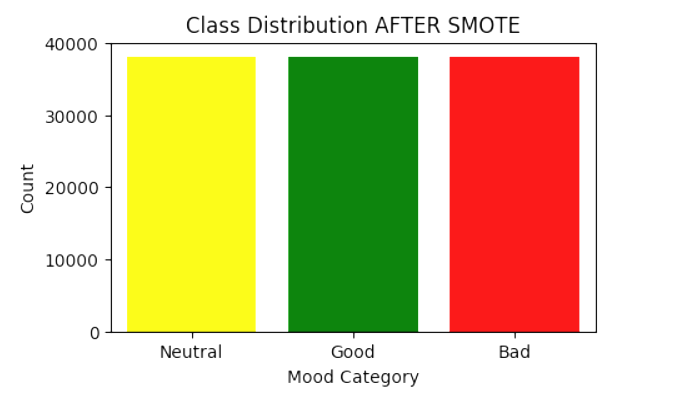 Class Distribution AFTER SMOTE
40000
30000
20000
10000
0
Count
Neutral Good Bad
Mood Category